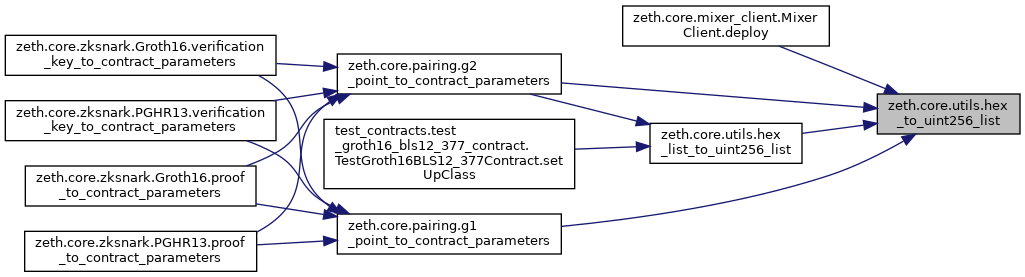 zeth.core.mixer_client.Mixer
Client.deploy
zeth.core.zksnark.Groth16.verification
_key_to_contract_parameters
zeth.core.pairing.g2
_point_to_contract_parameters
zeth.core.utils.hex
_to_uint256_list
zeth.core.zksnark.PGHR13.verification
_key_to_contract_parameters
test_contracts.test
_groth16_bls12_377_contract.
TestGroth16BLS12_377Contract.set
UpClass
zeth.core.utils.hex
_list_to_uint256_list
zeth.core.zksnark.Groth16.proof
_to_contract_parameters
zeth.core.pairing.g1
_point_to_contract_parameters
zeth.core.zksnark.PGHR13.proof
_to_contract_parameters